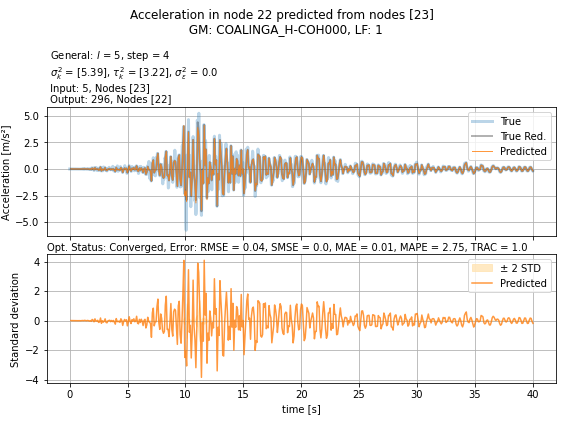 Acceleration in node 22 predicted from nodes [23]
GM: COALINGA_H-COH000, LF: 1
General: l = 5, step = 4
σ²ₖ = [5.39], τ²ₖ = [3.22], σ²ᵣ = 0.0
Input: 5, Nodes [23]
Output: 296, Nodes [22]
5.0
2.5
0.0
−2.5
−5.0
Acceleration [m/s²]
True
True Red.
Predicted
Opt. Status: Converged, Error: RMSE = 0.04, SMSE = 0.0, MAE = 0.01, MAPE = 2.75, TRAC = 1.0
4
2
0
−2
−4
Standard deviation
± 2 STD
Predicted
0 5 10 15 20 25 30 35 40
time [s]